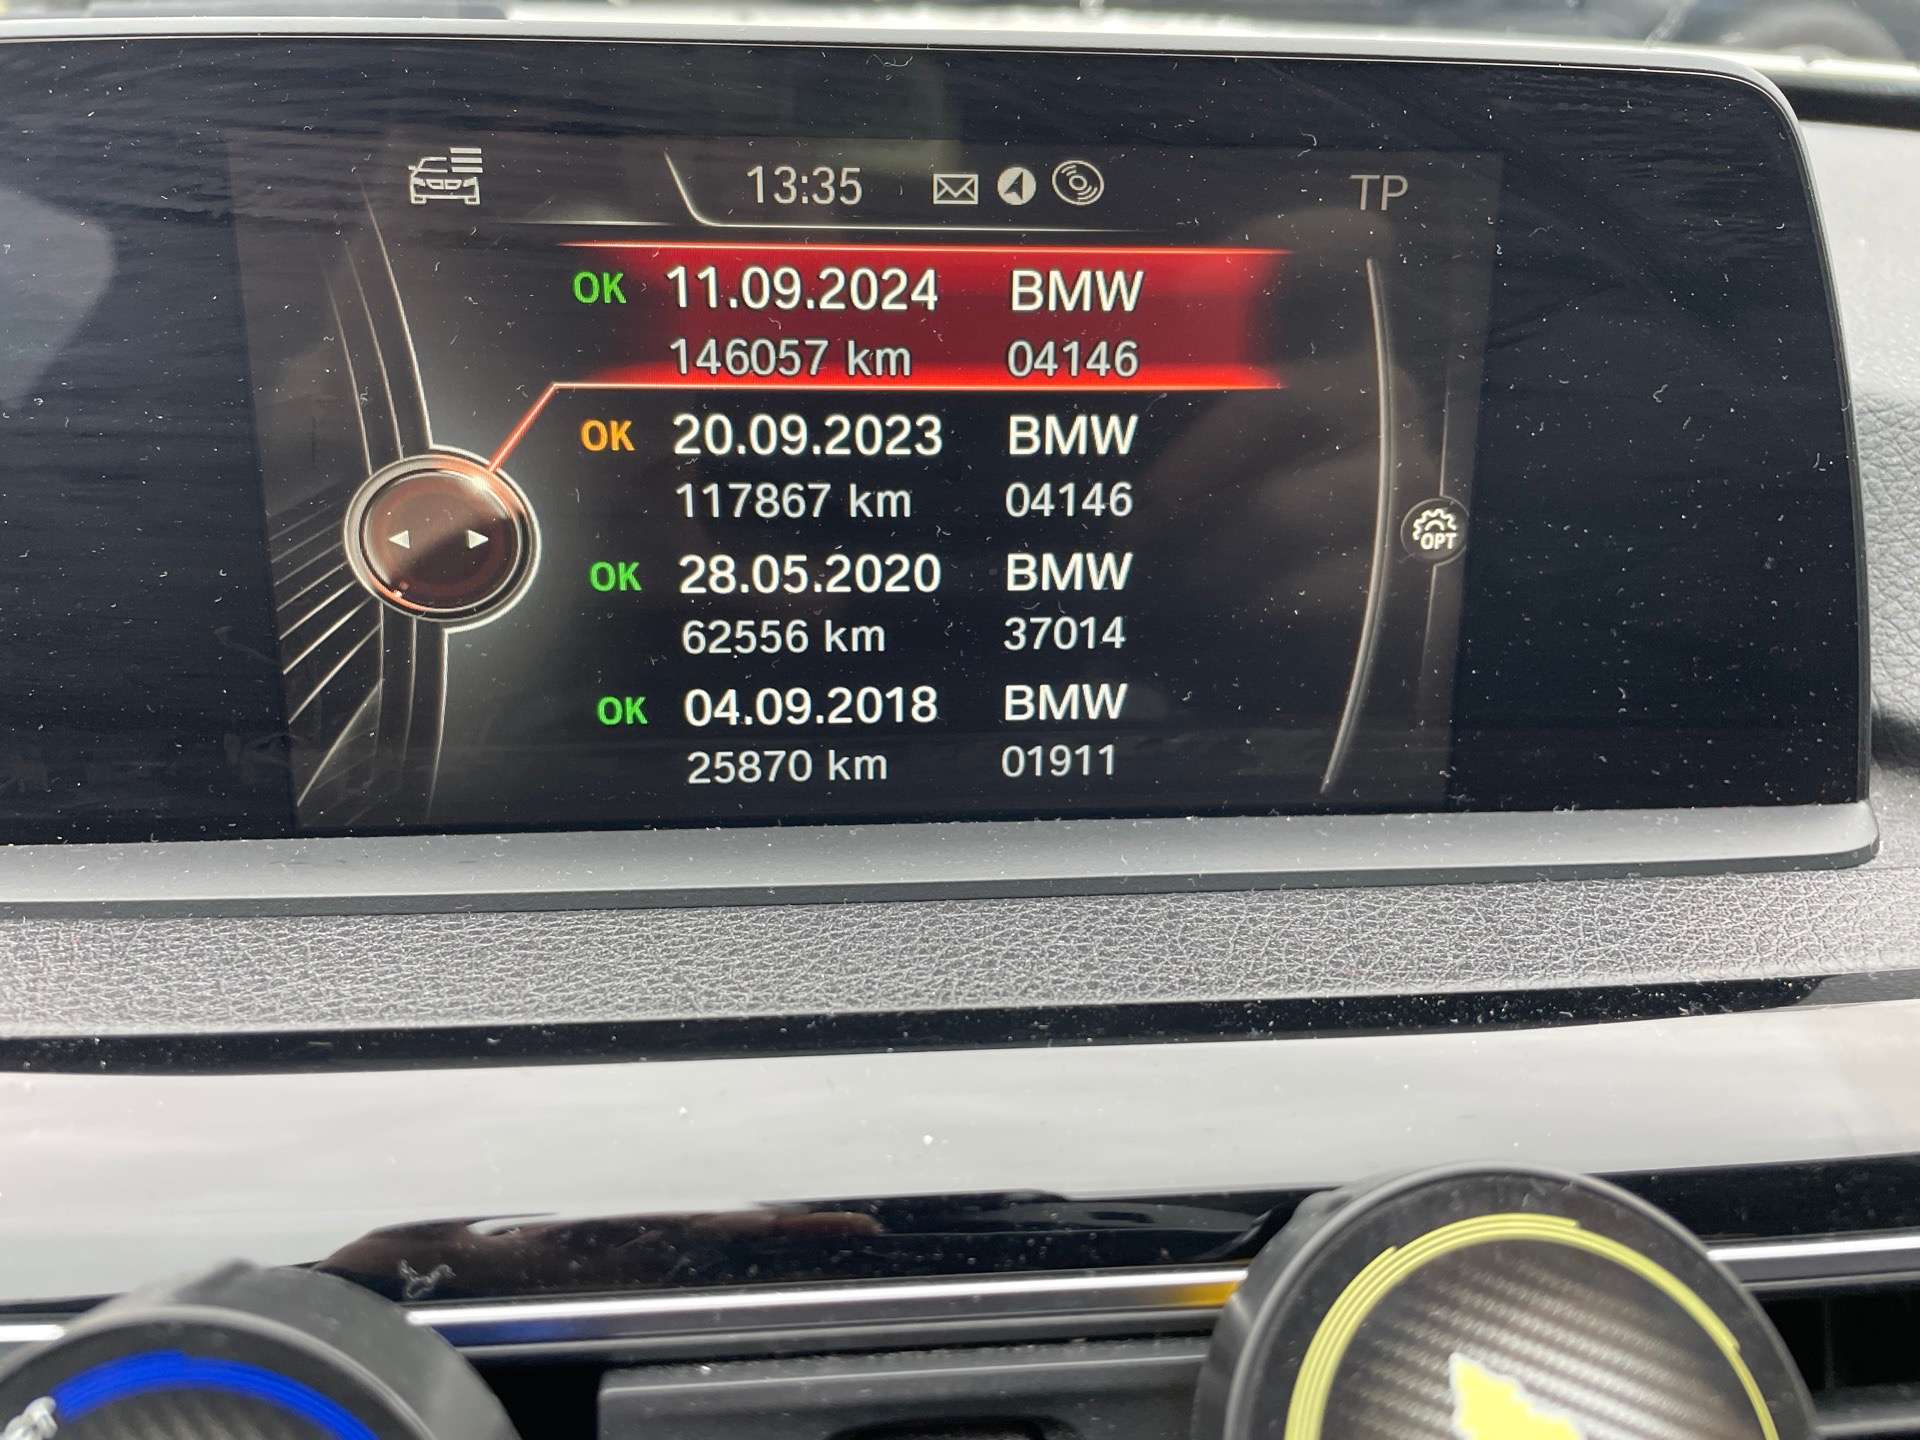 13:35 TP
OK 11.09.2024 BMW
146057 km 04146
OK 20.09.2023 BMW
117867 km 04146
OPT
OK 28.05.2020 BMW
62556 km 37014
OK 04.09.2018 BMW
25870 km 01911